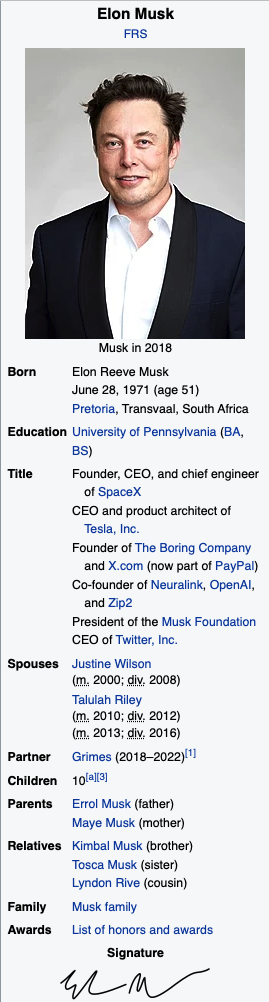 Elon Musk
FRS
Musk in 2018
Born Elon Reeve Musk
June 28, 1971 (age 51)
Pretoria, Transvaal, South Africa
Education University of Pennsylvania (BA,
BS)
Title Founder, CEO, and chief engineer
of SpaceX
CEO and product architect of
Tesla, Inc.
Founder of The Boring Company
and X.com (now part of PayPal)
Co-founder of Neuralink, OpenAI,
and Zip2
President of the Musk Foundation
CEO of Twitter, Inc.
Spouses Justine Wilson
(m. 2000; div. 2008)
Talulah Riley
(m. 2010; div. 2012)
(m. 2013; div. 2016)
Partner Grimes (2018–2022)[1]
Children 10[a][3]
Parents Errol Musk (father)
Maye Musk (mother)
Relatives Kimbal Musk (brother)
Tosca Musk (sister)
Lyndon Rive (cousin)
Family Musk family
Awards List of honors and awards
Signature